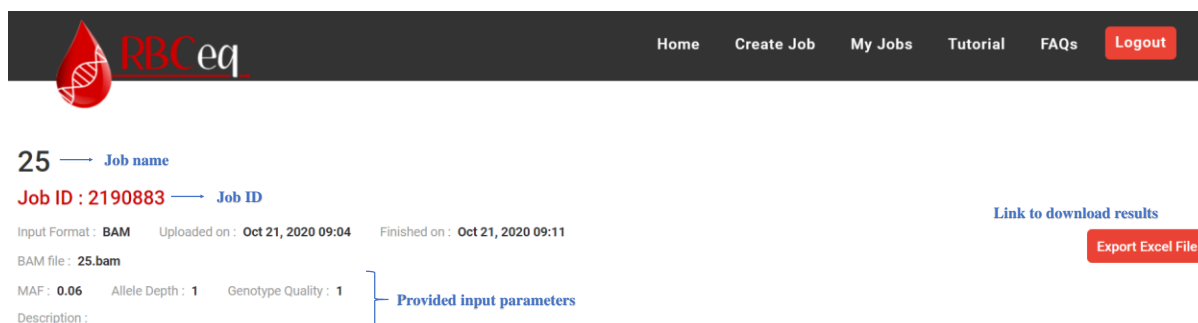 RBCeq
Home Create Job My Jobs Tutorial FAQs Logout
25 Job name
Job ID : 2190883 Job ID
Link to download results
Input Format : BAM Uploaded on : Oct 21, 2020 09:04 Finished on : Oct 21, 2020 09:11
Export Excel File
BAM file : 25.bam
MAF : 0.06 Allele Depth : 1 Genotype Quality : 1
Provided input parameters
Description :